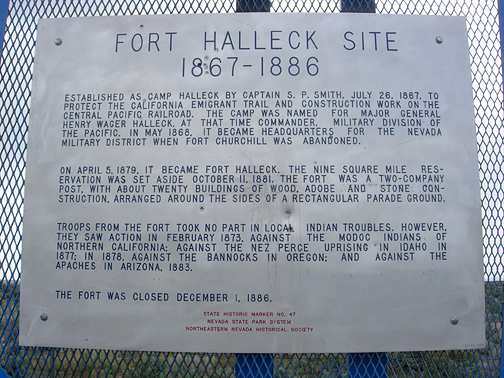 FORT HALLECK SITE
1867-1886
ESTABLISHED AS CAMP HALLECK BY CAPTAIN S. P. SMITH, JULY 26, 1867, TO
PROTECT THE CALIFORNIA EMIGRANT TRAIL AND CONSTRUCTION WORK ON THE
CENTRAL PACIFIC RAILROAD. THE CAMP WAS NAMED FOR MAJOR GENERAL
HENRY WAGER HALLECK, AT THAT TIME COMMANDER, MILITARY DIVISION OF
THE PACIFIC. IN MAY 1868, IT BECAME HEADQUARTERS FOR THE NEVADA
MILITARY DISTRICT WHEN FORT CHURCHILL WAS ABANDONED.
ON APRIL 5, 1879, IT BECAME FORT HALLECK. THE NINE SQUARE MILE RES-
ERVATION WAS SET ASIDE OCTOBER 11, 1881. THE FORT WAS A TWO-COMPANY
POST, WITH ABOUT TWENTY BUILDINGS OF WOOD, ADOBE AND STONE CON-
STRUCTION, ARRANGED AROUND THE SIDES OF A RECTANGULAR PARADE GROUND.
TROOPS FROM THE FORT TOOK NO PART IN LOCAL INDIAN TROUBLES. HOWEVER,
THEY SAW ACTION IN FEBRUARY 1873, AGAINST THE MODOC INDIANS OF
NORTHERN CALIFORNIA; AGAINST THE NEZ PERCE UPRISING IN IDAHO IN
1877; IN 1878, AGAINST THE BANNOCKS IN OREGON; AND AGAINST THE
APACHES IN ARIZONA, 1883.
THE FORT WAS CLOSED DECEMBER 1, 1886.
STATE HISTORIC MARKER NO. 47
NEVADA STATE PARK SYSTEM
NORTHEASTERN NEVADA HISTORICAL SOCIETY